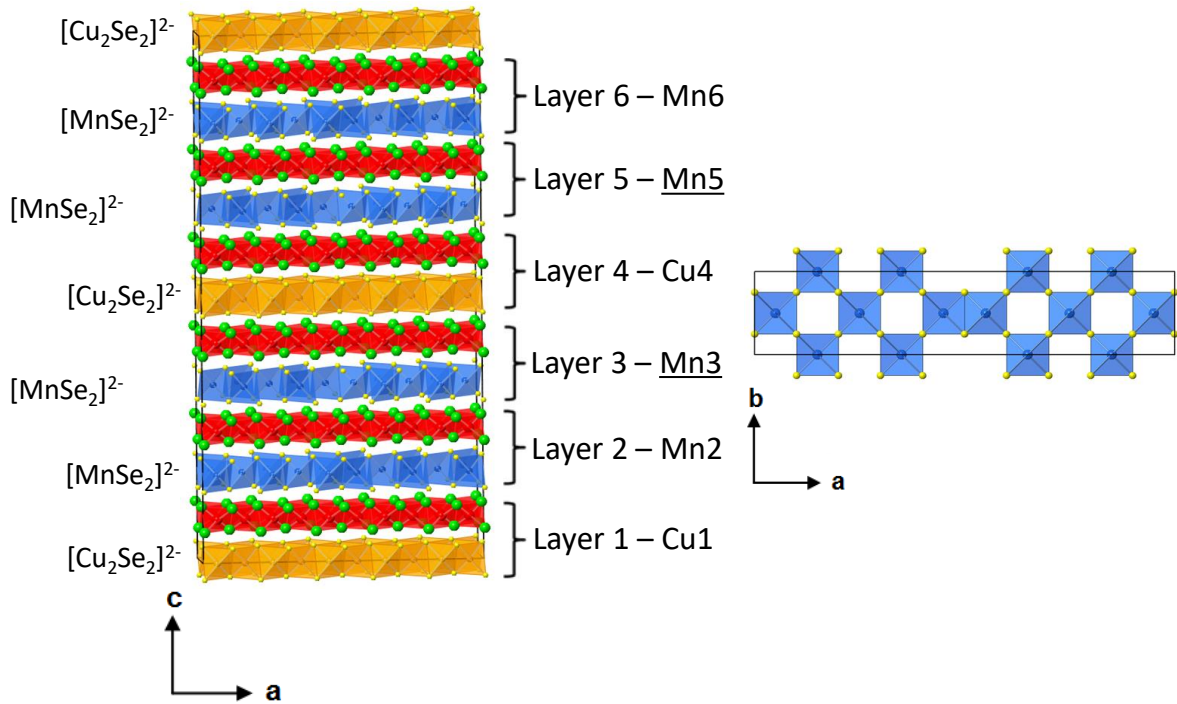 [Cu₂Se₂]²⁻
Layer 6 – Mn6
[MnSe₂]²⁻
Layer 5 – Mn5
[MnSe₂]²⁻
Layer 4 – Cu4
[Cu₂Se₂]²⁻
Layer 3 – Mn3
[MnSe₂]²⁻
Layer 2 – Mn2
[MnSe₂]²⁻
Layer 1 – Cu1
[Cu₂Se₂]²⁻
c
a
b
a